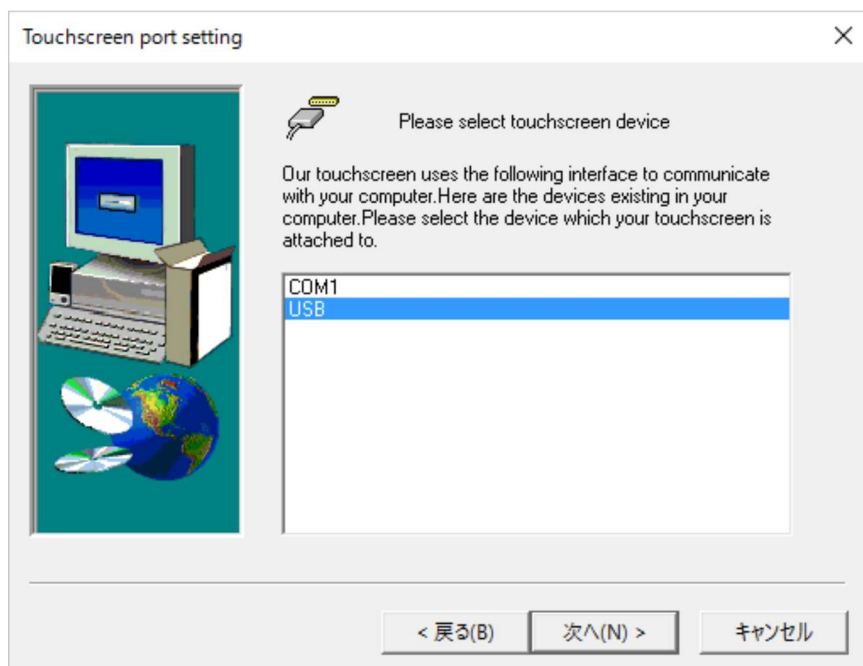 Touchscreen port setting
Please select touchscreen device
Our touchscreen uses the following interface to communicate
with your computer.Here are the devices existing in your
computer.Please select the device which your touchscreen is
attached to.
COM1
USB
< 戻る(B)
次へ(N) >
キャンセル